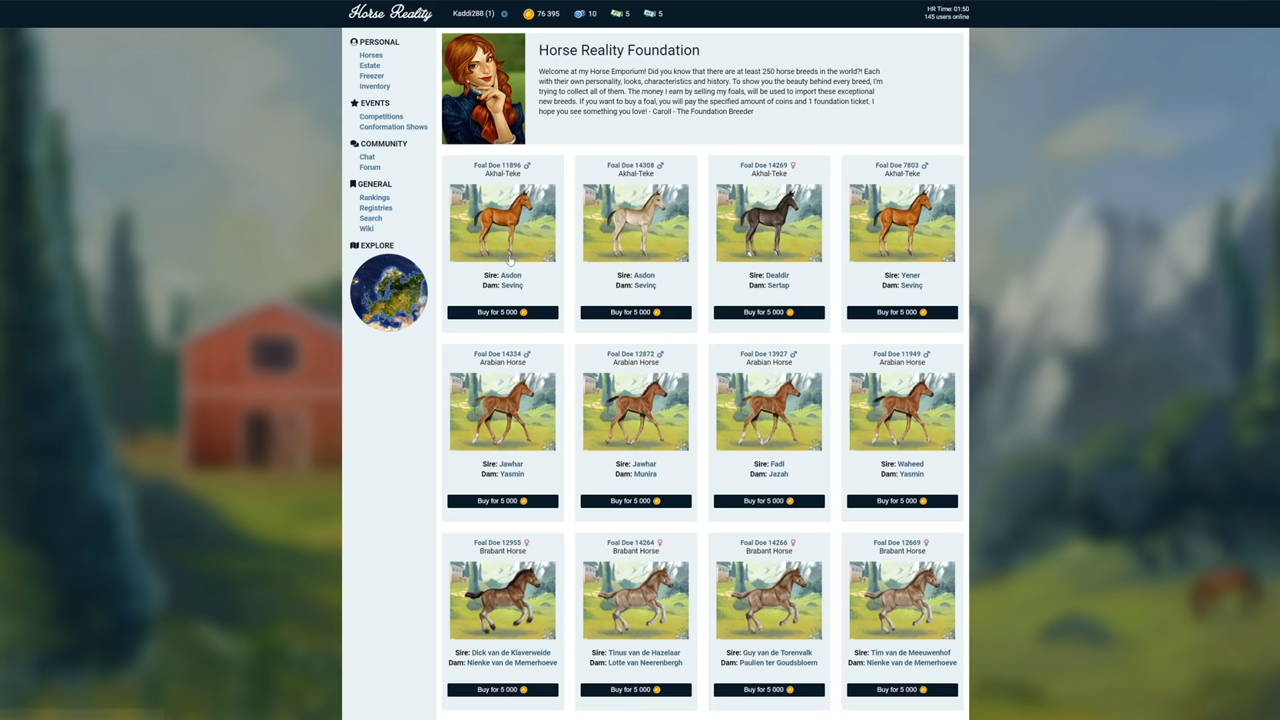 Horse Reality
Kaddi288 (1)
76 395
10
5
5
HR Time: 01:50
145 users online
PERSONAL
Horses
Estate
Freezer
Inventory
EVENTS
Competitions
Conformation Shows
COMMUNITY
Chat
Forum
GENERAL
Rankings
Registries
Search
Wiki
EXPLORE
Horse Reality Foundation
Welcome at my Horse Emporium! Did you know that there are at least 250 horse breeds in the world?! Each
with their own personality, looks, characteristics and history. To show you the beauty behind every breed, I'm
trying to collect all of them. The money I earn by selling my foals, will be used to import these exceptional
new breeds. If you want to buy a foal, you will pay the specified amount of coins and 1 foundation ticket. I
hope you see something you love! - Caroll - The Foundation Breeder
Foal Doe 11896 ♂
Akhal-Teke
Sire: Asdon
Dam: Sevinç
Buy for 5 000
Foal Doe 14308 ♂
Akhal-Teke
Sire: Asdon
Dam: Sevinç
Buy for 5 000
Foal Doe 14269 ♀
Akhal-Teke
Sire: Dealdir
Dam: Sertap
Buy for 5 000
Foal Doe 7803 ♂
Akhal-Teke
Sire: Yener
Dam: Sevinç
Buy for 5 000
Foal Doe 14334 ♂
Arabian Horse
Sire: Jawhar
Dam: Yasmin
Buy for 5 000
Foal Doe 12872 ♂
Arabian Horse
Sire: Jawhar
Dam: Munira
Buy for 5 000
Foal Doe 13927 ♂
Arabian Horse
Sire: Fadl
Dam: Jazah
Buy for 5 000
Foal Doe 11949 ♂
Arabian Horse
Sire: Waheed
Dam: Yasmin
Buy for 5 000
Foal Doe 12955 ♀
Brabant Horse
Sire: Dick van de Klaverweide
Dam: Nienke van de Memerhoeve
Buy for 5 000
Foal Doe 14264 ♀
Brabant Horse
Sire: Tinus van de Hazelaar
Dam: Lotte van Neerenbergh
Buy for 5 000
Foal Doe 14266 ♀
Brabant Horse
Sire: Guy van de Torenvalk
Dam: Paulien ter Goudsbloem
Buy for 5 000
Foal Doe 12669 ♀
Brabant Horse
Sire: Tim van de Meeuwenhof
Dam: Nienke van de Memerhoeve
Buy for 5 000